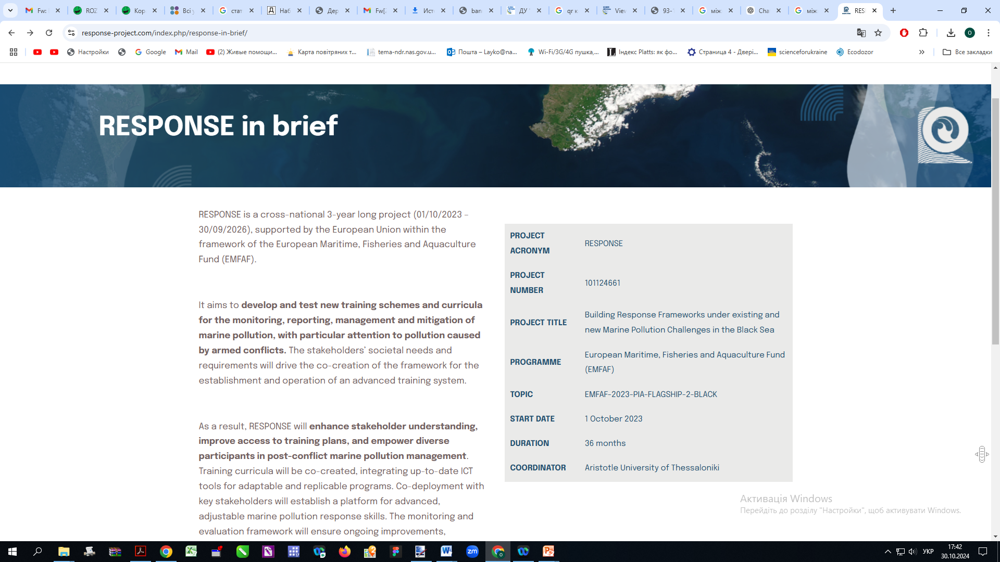 Fw:
ROZ
Кор
Всі
стат
Наб
Дер
Fw[
Исто
ban
ДУ
qr к
View
93-
між
Cha
між
RES
response-project.com/index.php/response-in-brief/
O
Настройки
Google
Mail
(2) Живые помощи...
Карта повітряних т...
tema-ndr.nas.gov.u...
Пошта – Layko@na...
Wi-Fi/3G/4G пушка,...
Індекс Platts: як фо...
Страница 4 - Двері...
scienceforukraine
Ecodozor
Все закладки
RESPONSE in brief
RESPONSE is a cross-national 3-year long project (01/10/2023 –
30/09/2026), supported by the European Union within the
framework of the European Maritime, Fisheries and Aquaculture
Fund (EMFAF).
It aims to develop and test new training schemes and curricula
for the monitoring, reporting, management and mitigation of
marine pollution, with particular attention to pollution caused
by armed conflicts. The stakeholders’ societal needs and
requirements will drive the co-creation of the framework for the
establishment and operation of an advanced training system.
As a result, RESPONSE will enhance stakeholder understanding,
improve access to training plans, and empower diverse
participants in post-conflict marine pollution management.
Training curricula will be co-created, integrating up-to-date ICT
tools for adaptable and replicable programs. Co-deployment with
key stakeholders will establish a platform for advanced,
adjustable marine pollution response skills. The monitoring and
evaluation framework will ensure ongoing improvements,
PROJECT
ACRONYM
RESPONSE
PROJECT
NUMBER
101124661
PROJECT TITLE
Building Response Frameworks under existing and
new Marine Pollution Challenges in the Black Sea
PROGRAMME
European Maritime, Fisheries and Aquaculture Fund
(EMFAF)
TOPIC
EMFAF-2023-PIA-FLAGSHIP-2-BLACK
START DATE
1 October 2023
DURATION
36 months
COORDINATOR
Aristotle University of Thessaloniki
Активація Windows
Перейдіть до розділу "Настройки", щоб активувати Windows.
УКР
17:42
30.10.2024